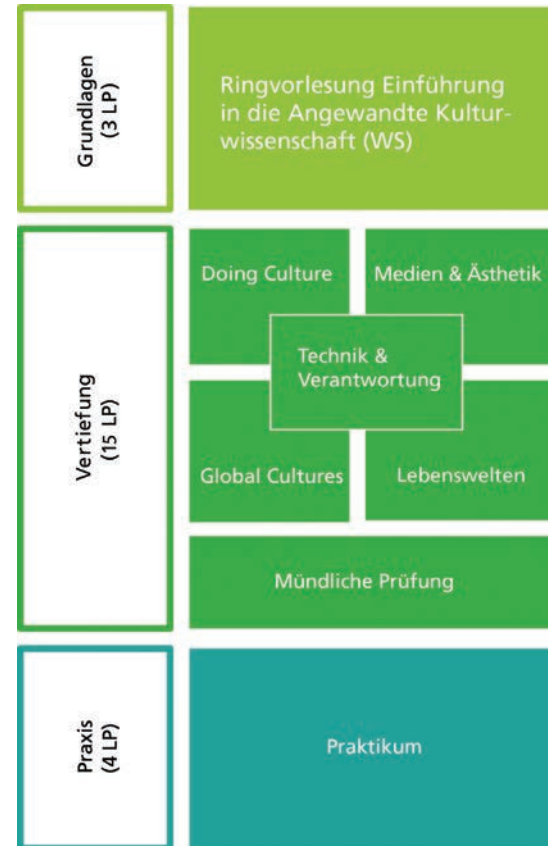 Grundlagen
(3 LP)
Ringvorlesung Einführung
in die Angewandte Kultur-
wissenschaft (WS)
Vertiefung
(15 LP)
Doing Culture
Medien & Ästhetik
Technik &
Verantwortung
Global Cultures
Lebenswelten
Mündliche Prüfung
Praxis
(4 LP)
Praktikum